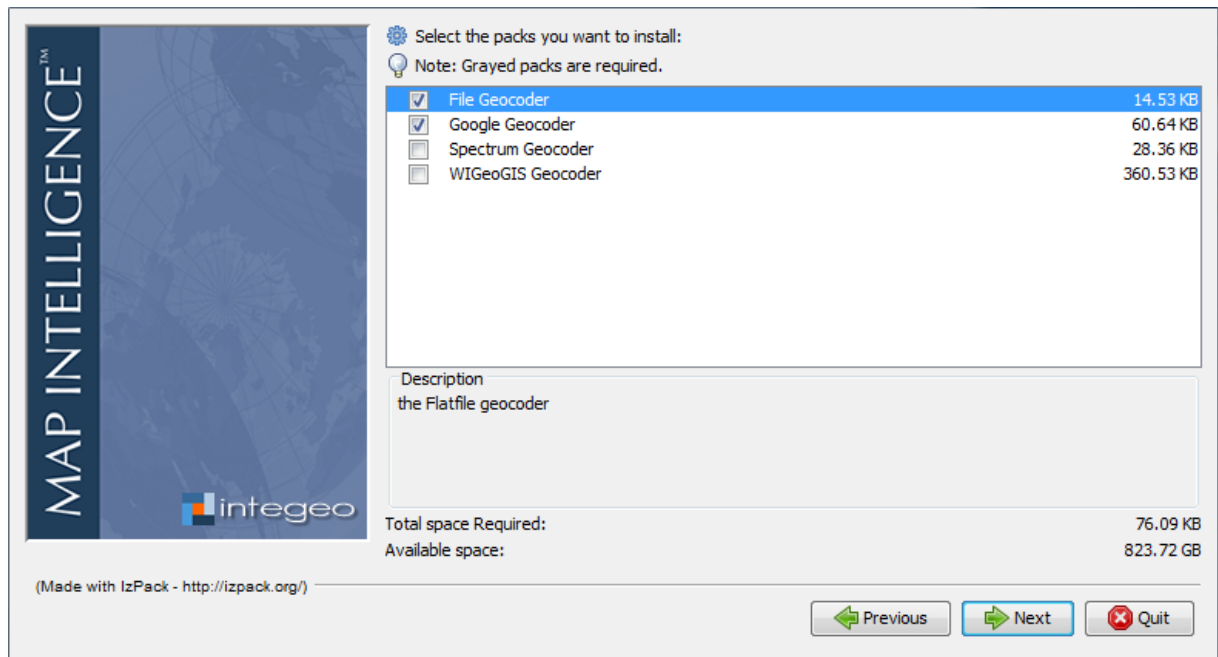 MAP INTELLIGENCE™
integeo
Select the packs you want to install:
Note: Grayed packs are required.
File Geocoder 14.53 KB
Google Geocoder 60.64 KB
Spectrum Geocoder 28.36 KB
WIGeoGIS Geocoder 360.53 KB
Description
the Flatfile geocoder
Total space Required: 76.09 KB
Available space: 823.72 GB
(Made with IzPack - http://izpack.org/)
Previous Next Quit